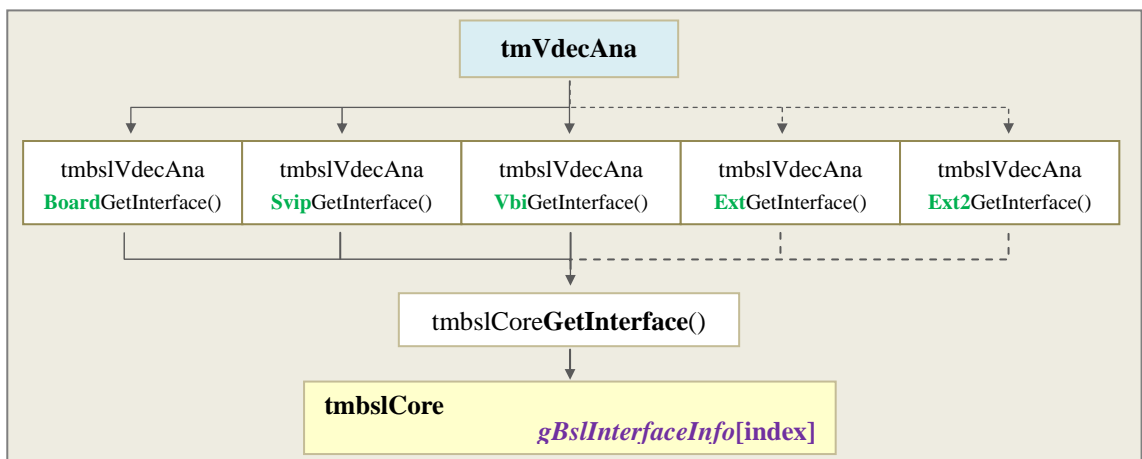 tmVdecAna
tmbslVdecAna
BoardGetInterface()
tmbslVdecAna
SvipGetInterface()
tmbslVdecAna
VbiGetInterface()
tmbslVdecAna
ExtGetInterface()
tmbslVdecAna
Ext2GetInterface()
tmbslCoreGetInterface()
tmbslCore
gBslInterfaceInfo[index]